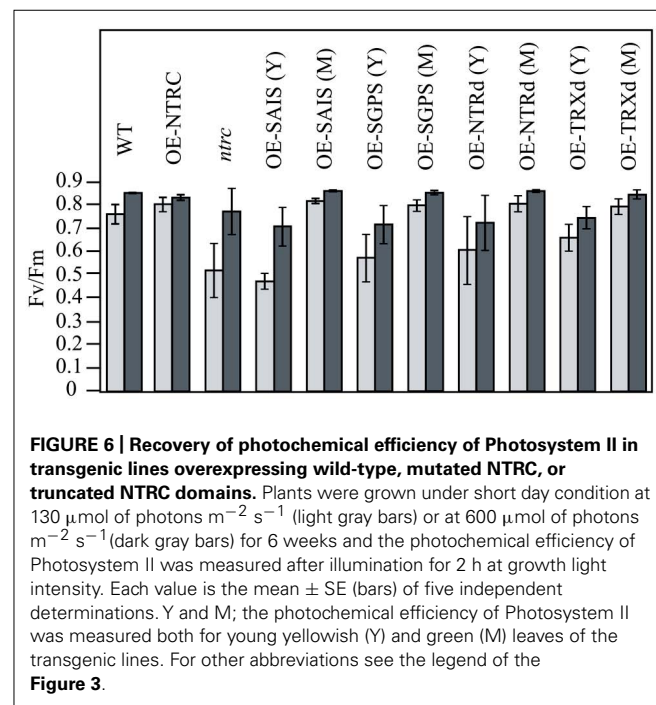 WT
OE-NTRC
ntrc
OE-SAIS (Y)
OE-SAIS (M)
OE-SGPS (Y)
OE-SGPS (M)
OE-NTRd (Y)
OE-NTRd (M)
OE-TRXd (Y)
OE-TRXd (M)
Fv/Fm
0.9
0.8
0.7
0.6
0.5
0.4
0.3
0.2
0.1
0
FIGURE 6 | Recovery of photochemical efficiency of Photosystem II in
transgenic lines overexpressing wild-type, mutated NTRC, or
truncated NTRC domains. Plants were grown under short day condition at
130 μmol of photons m−2 s−1 (light gray bars) or at 600 μmol of photons
m−2 s−1(dark gray bars) for 6 weeks and the photochemical efficiency of
Photosystem II was measured after illumination for 2 h at growth light
intensity. Each value is the mean ± SE (bars) of five independent
determinations. Y and M; the photochemical efficiency of Photosystem II
was measured both for young yellowish (Y) and green (M) leaves of the
transgenic lines. For other abbreviations see the legend of the
Figure 3.